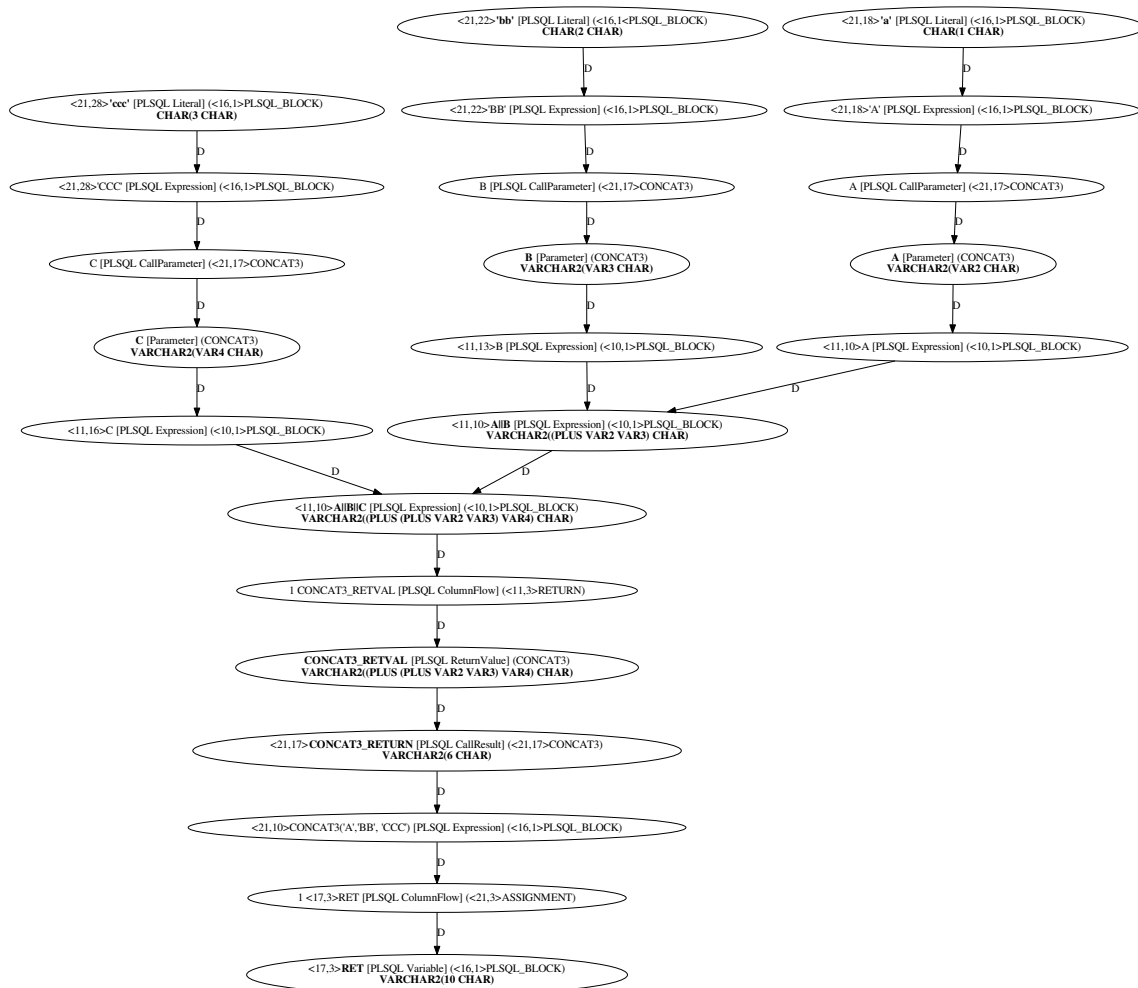 <21,22>'bb' [PLSQL Literal] (<16,1<PLSQL_BLOCK)
CHAR(2 CHAR)
<21,18>'a' [PLSQL Literal] (<16,1>PLSQL_BLOCK)
CHAR(1 CHAR)
D
D
<21,28>'ccc' [PLSQL Literal] (<16,1>PLSQL_BLOCK)
CHAR(3 CHAR)
<21,22>'BB' [PLSQL Expression] (<16,1>PLSQL_BLOCK)
<21,18>'A' [PLSQL Expression] (<16,1>PLSQL_BLOCK)
D
D
D
<21,28>'CCC' [PLSQL Expression] (<16,1>PLSQL_BLOCK)
B [PLSQL CallParameter] (<21,17>CONCAT3)
A [PLSQL CallParameter] (<21,17>CONCAT3)
D
D
D
C [PLSQL CallParameter] (<21,17>CONCAT3)
B [Parameter] (CONCAT3)
VARCHAR2(VAR3 CHAR)
A [Parameter] (CONCAT3)
VARCHAR2(VAR2 CHAR)
D
D
D
C [Parameter] (CONCAT3)
VARCHAR2(VAR4 CHAR)
<11,13>B [PLSQL Expression] (<10,1>PLSQL_BLOCK)
<11,10>A [PLSQL Expression] (<10,1>PLSQL_BLOCK)
D
D
D
<11,16>C [PLSQL Expression] (<10,1>PLSQL_BLOCK)
<11,10>A||B [PLSQL Expression] (<10,1>PLSQL_BLOCK)
VARCHAR2((PLUS VAR2 VAR3) CHAR)
D
D
<11,10>A||B||C [PLSQL Expression] (<10,1>PLSQL_BLOCK)
VARCHAR2((PLUS (PLUS VAR2 VAR3) VAR4) CHAR)
D
1 CONCAT3_RETVAL [PLSQL ColumnFlow] (<11,3>RETURN)
D
CONCAT3_RETVAL [PLSQL ReturnValue] (CONCAT3)
VARCHAR2((PLUS (PLUS VAR2 VAR3) VAR4) CHAR)
D
<21,17>CONCAT3_RETURN [PLSQL CallResult] (<21,17>CONCAT3)
VARCHAR2(6 CHAR)
D
<21,10>CONCAT3('A','BB', 'CCC') [PLSQL Expression] (<16,1>PLSQL_BLOCK)
D
1 <17,3>RET [PLSQL ColumnFlow] (<21,3>ASSIGNMENT)
D
<17,3>RET [PLSQL Variable] (<16,1>PLSQL_BLOCK)
VARCHAR2(10 CHAR)